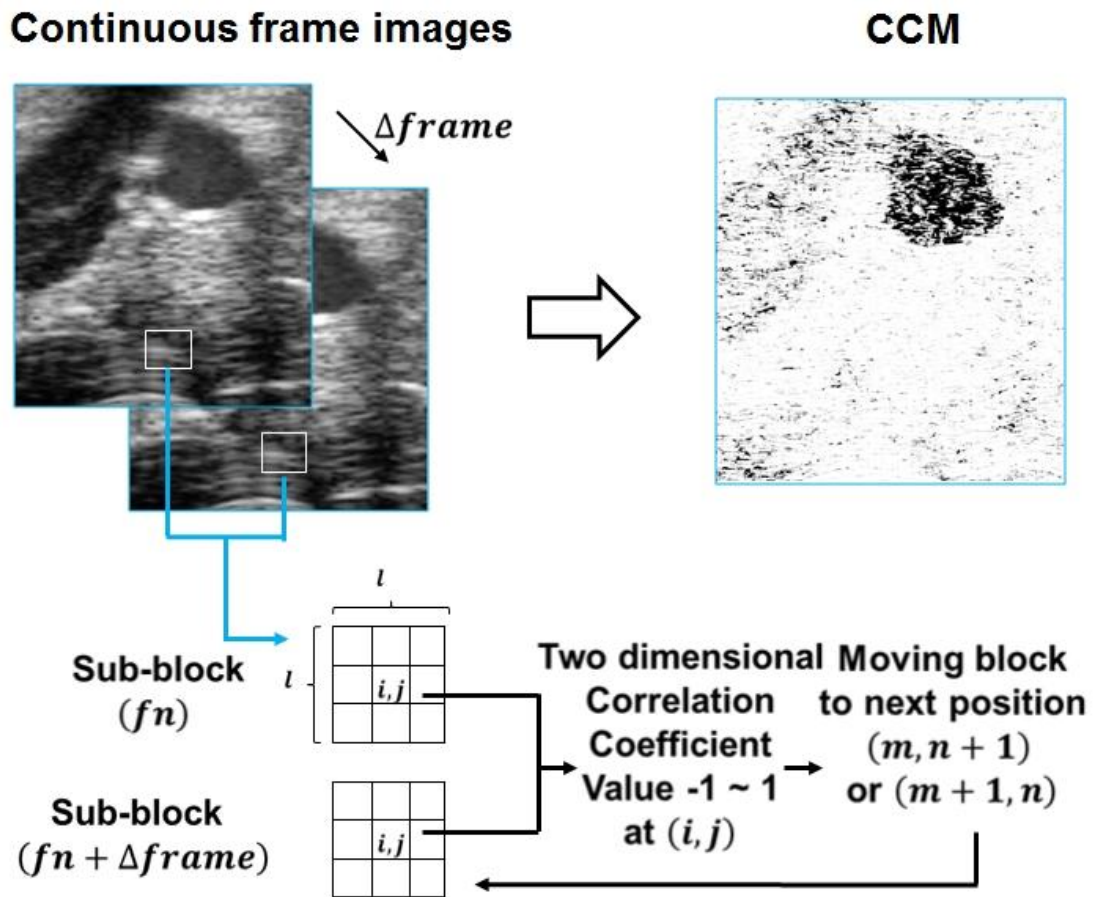 Continuous frame images
CCM
Δframe
l
l
Sub-block
(fn)
i,j
Sub-block
(fn + Δframe)
i,j
Two dimensional
Correlation
Coefficient
Value -1 ~ 1
at (i,j)
Moving block
to next position
(m, n + 1)
or (m + 1, n)